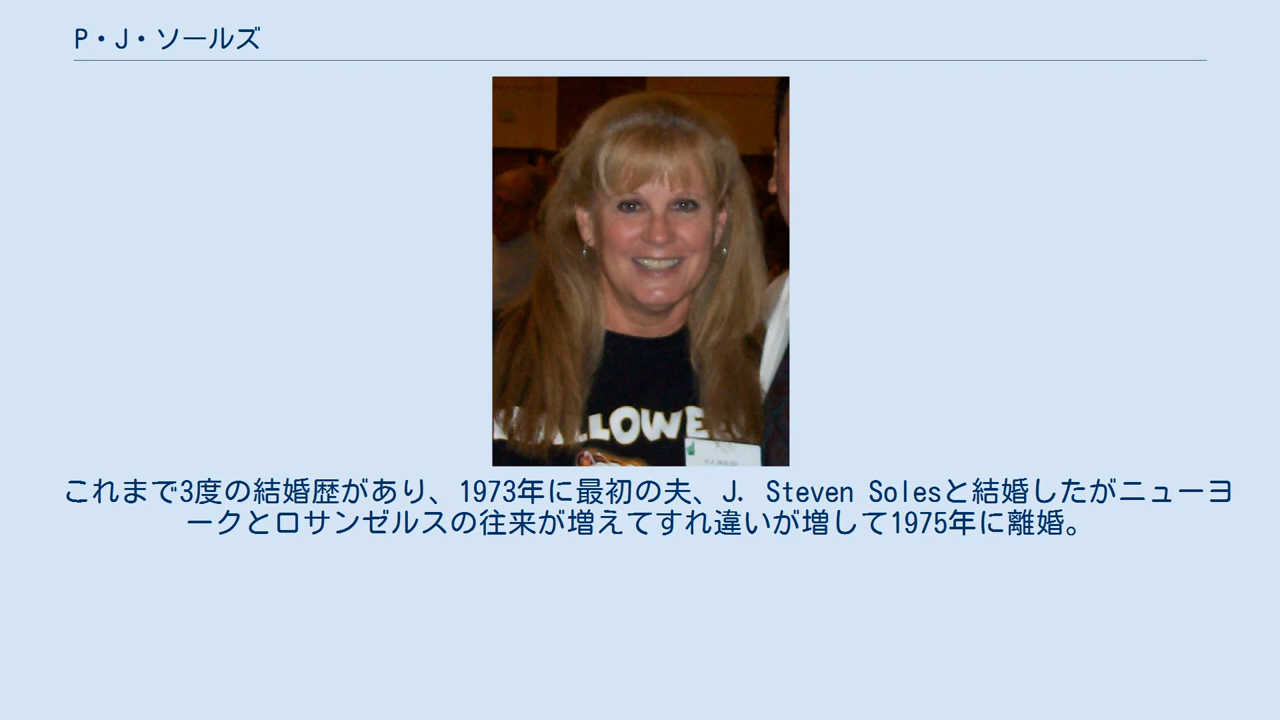 P・J・ソールズ
LLOWE
これまで3度の結婚歴があり、1973年に最初の夫、J. Steven Solesと結婚したがニューヨ
ークとロサンゼルスの往来が増えてすれ違いが増して1975年に離婚。